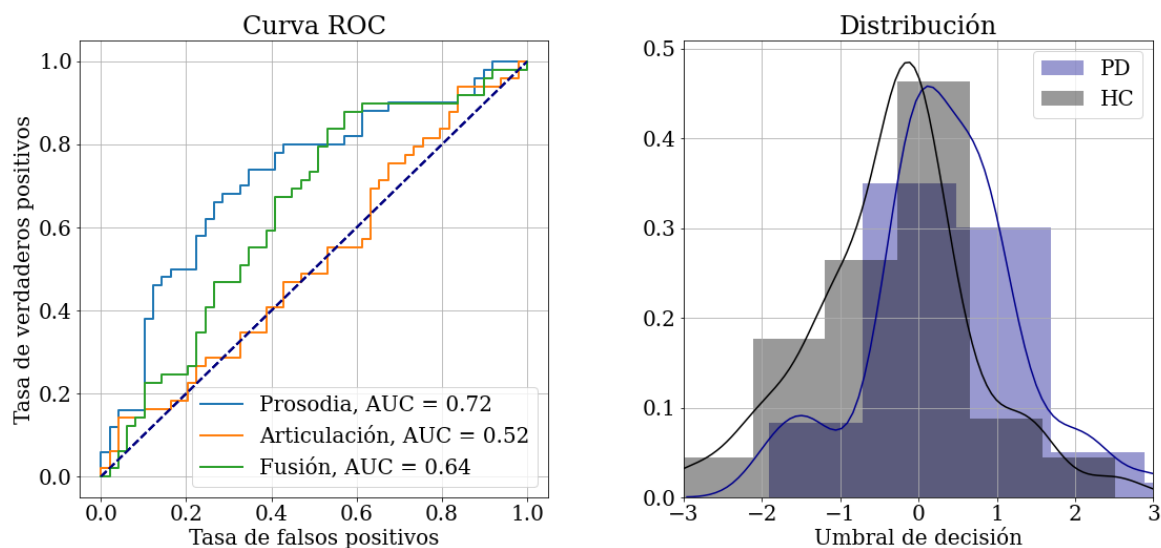 Curva ROC
Tasa de verdaderos positivos
1.0
0.8
0.6
0.4
0.2
0.0
Prosodia, AUC = 0.72
Articulación, AUC = 0.52
Fusión, AUC = 0.64
0.0 0.2 0.4 0.6 0.8 1.0
Tasa de falsos positivos
Distribución
0.5
0.4
0.3
0.2
0.1
0.0
PD
HC
−3 −2 −1 0 1 2 3
Umbral de decisión